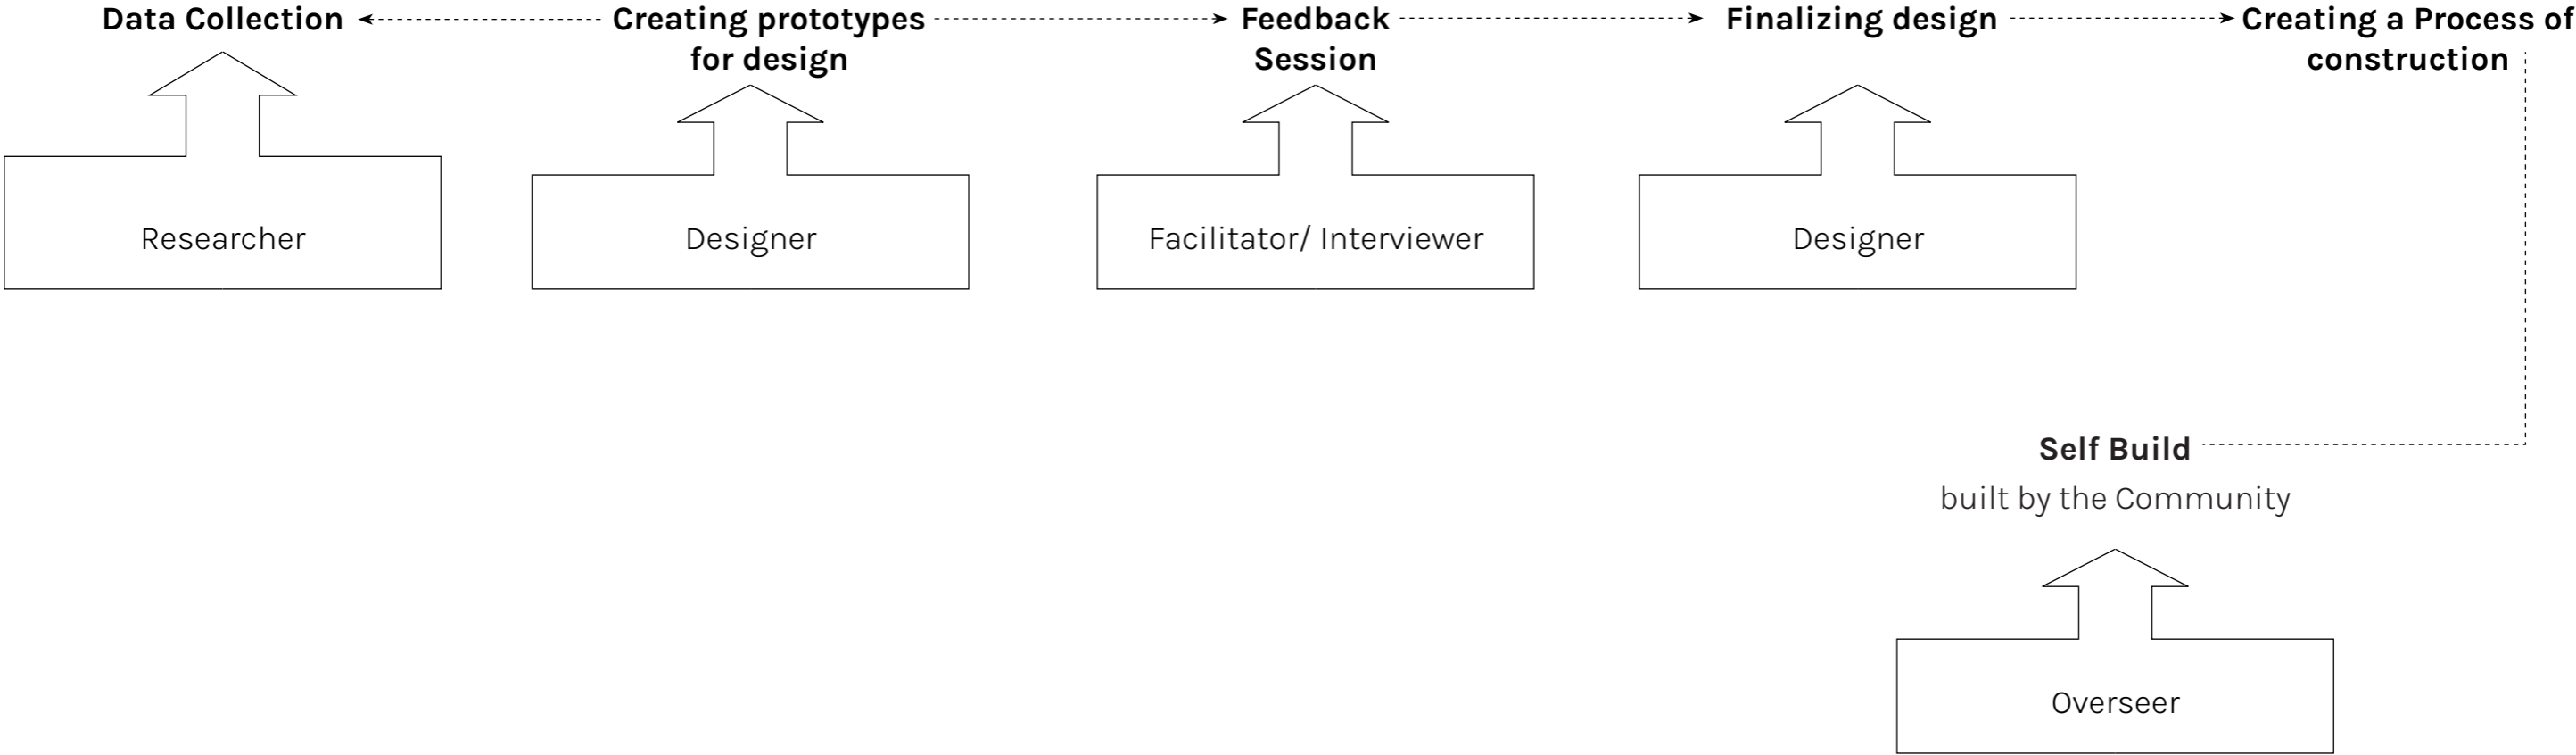 Data Collection
Creating prototypes
for design
Feedback
Session
Finalizing design
Creating a Process of
construction
Researcher
Designer
Facilitator/ Interviewer
Designer
Self Build
built by the Community
Overseer